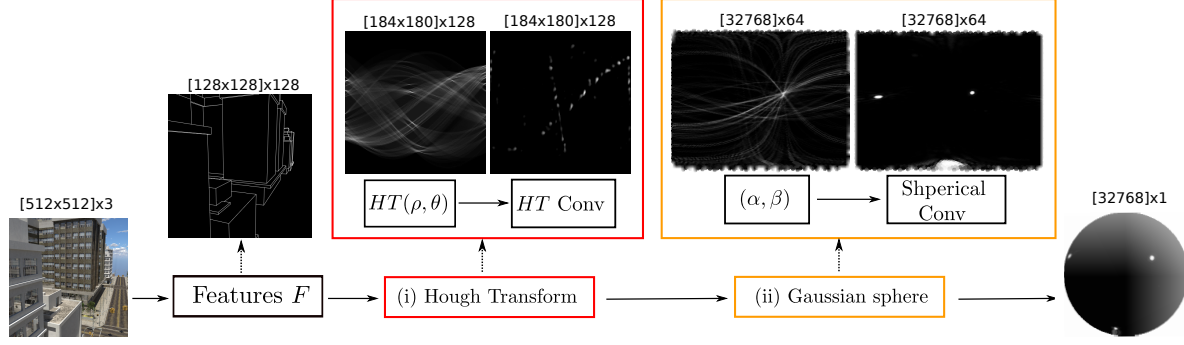 [184x180]x128 [184x180]x128
[32768]x64 [32768]x64
[128x128]x128
HT(ρ, θ) HT Conv
(α, β) Shperical
Conv
[512x512]x3
[32768]x1
Features F
(i) Hough Transform
(ii) Gaussian sphere